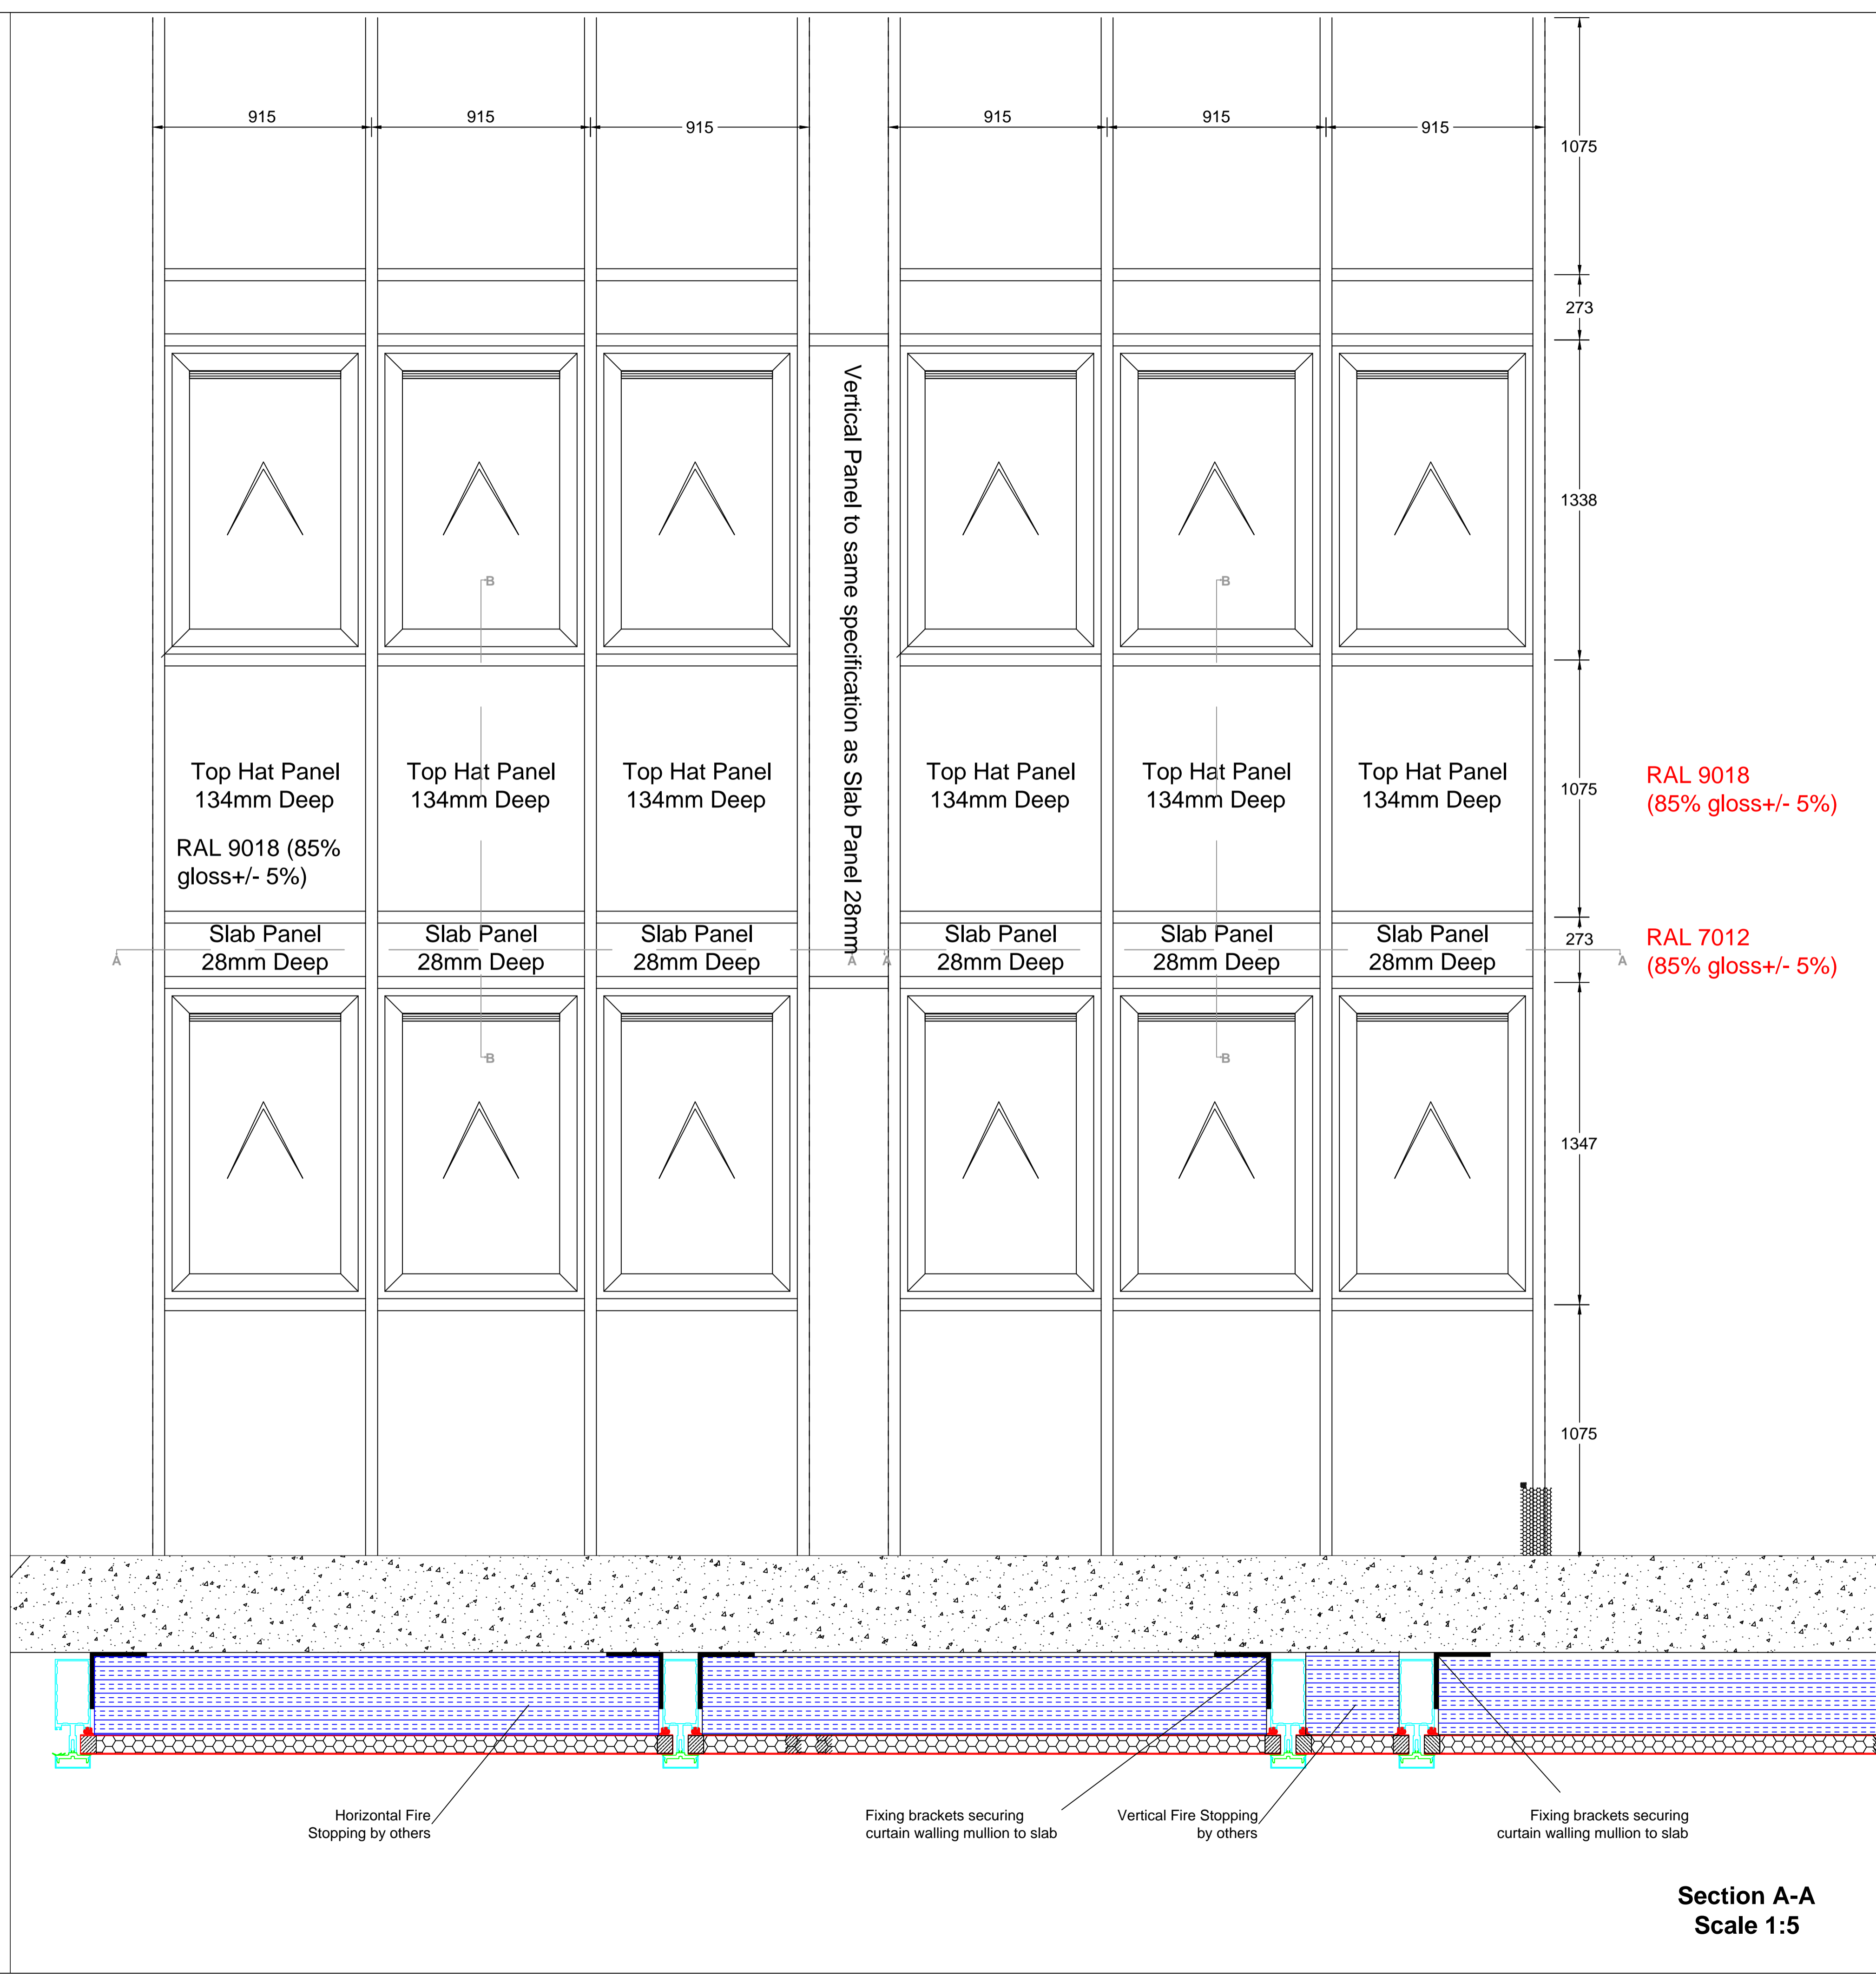 915
915
915
915
915
915
1075
273
1338
B
B
Vertical Panel to same specification as Slab Panel 28mm
Top Hat Panel
134mm Deep
RAL 9018 (85%
gloss+/- 5%)
Top Hat Panel
134mm Deep
Top Hat Panel
134mm Deep
Top Hat Panel
134mm Deep
Top Hat Panel
134mm Deep
Top Hat Panel
134mm Deep
1075
RAL 9018
(85% gloss+/- 5%)
Slab Panel
28mm Deep
Slab Panel
28mm Deep
Slab Panel
28mm Deep
Slab Panel
28mm Deep
Slab Panel
28mm Deep
Slab Panel
28mm Deep
273
RAL 7012
(85% gloss+/- 5%)
A
A
A
A
B
B
1347
1075
Horizontal Fire
Stopping by others
Fixing brackets securing
curtain walling mullion to slab
Vertical Fire Stopping
by others
Fixing brackets securing
curtain walling mullion to slab
Section A-A
Scale 1:5